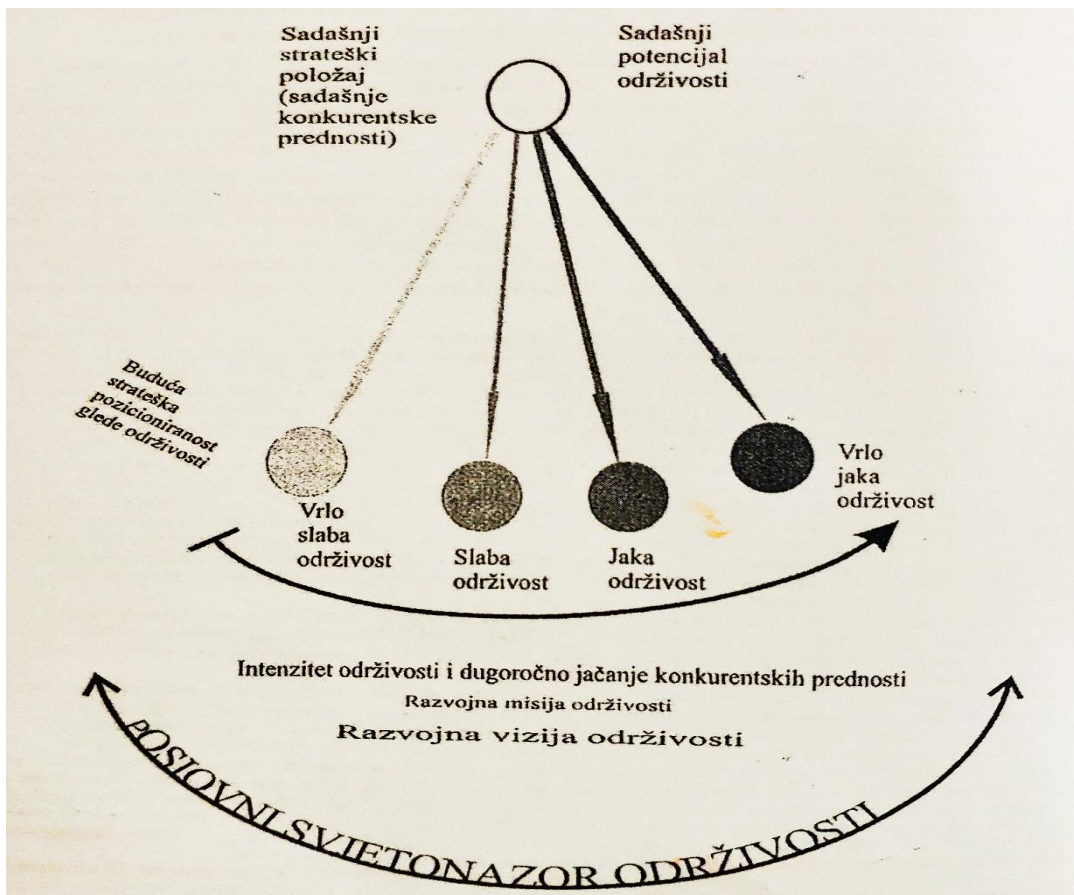 Sadašnji
strateški
položaj
(sadašnje
konkurentske
prednosti)
Sadašnji
potencijal
održivosti
Buduća
strateška
pozicioniranost
glede održivosti
Vrlo
slaba
održivost
Slaba
održivost
Jaka
održivost
Vrlo
jaka
održivost
Intenzitet održivosti i dugoročno jačanje konkurentskih prednosti
Razvojna misija održivosti
Razvojna vizija održivosti
POSLOVNI SVJETONAZOR ODRŽIVOSTI